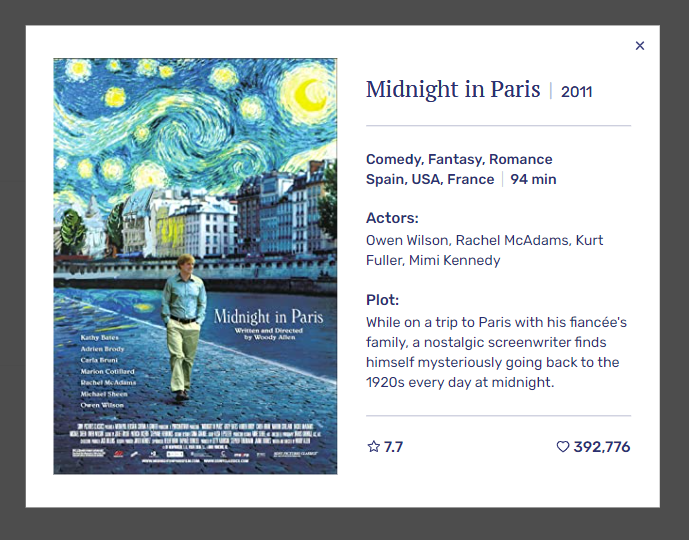 Midnight in Paris | 2011
Comedy, Fantasy, Romance
Spain, USA, France | 94 min
Actors:
Owen Wilson, Rachel McAdams, Kurt
Fuller, Mimi Kennedy
Plot:
While on a trip to Paris with his fiancée's
family, a nostalgic screenwriter finds
himself mysteriously going back to the
1920s every day at midnight.
7.7
392,776
Midnight in Paris
Written and Directed
by Woody Allen
Kathy Bates
Adrien Brody
Carla Bruni
Marion Cotillard
Rachel McAdams
Michael Sheen
Owen Wilson